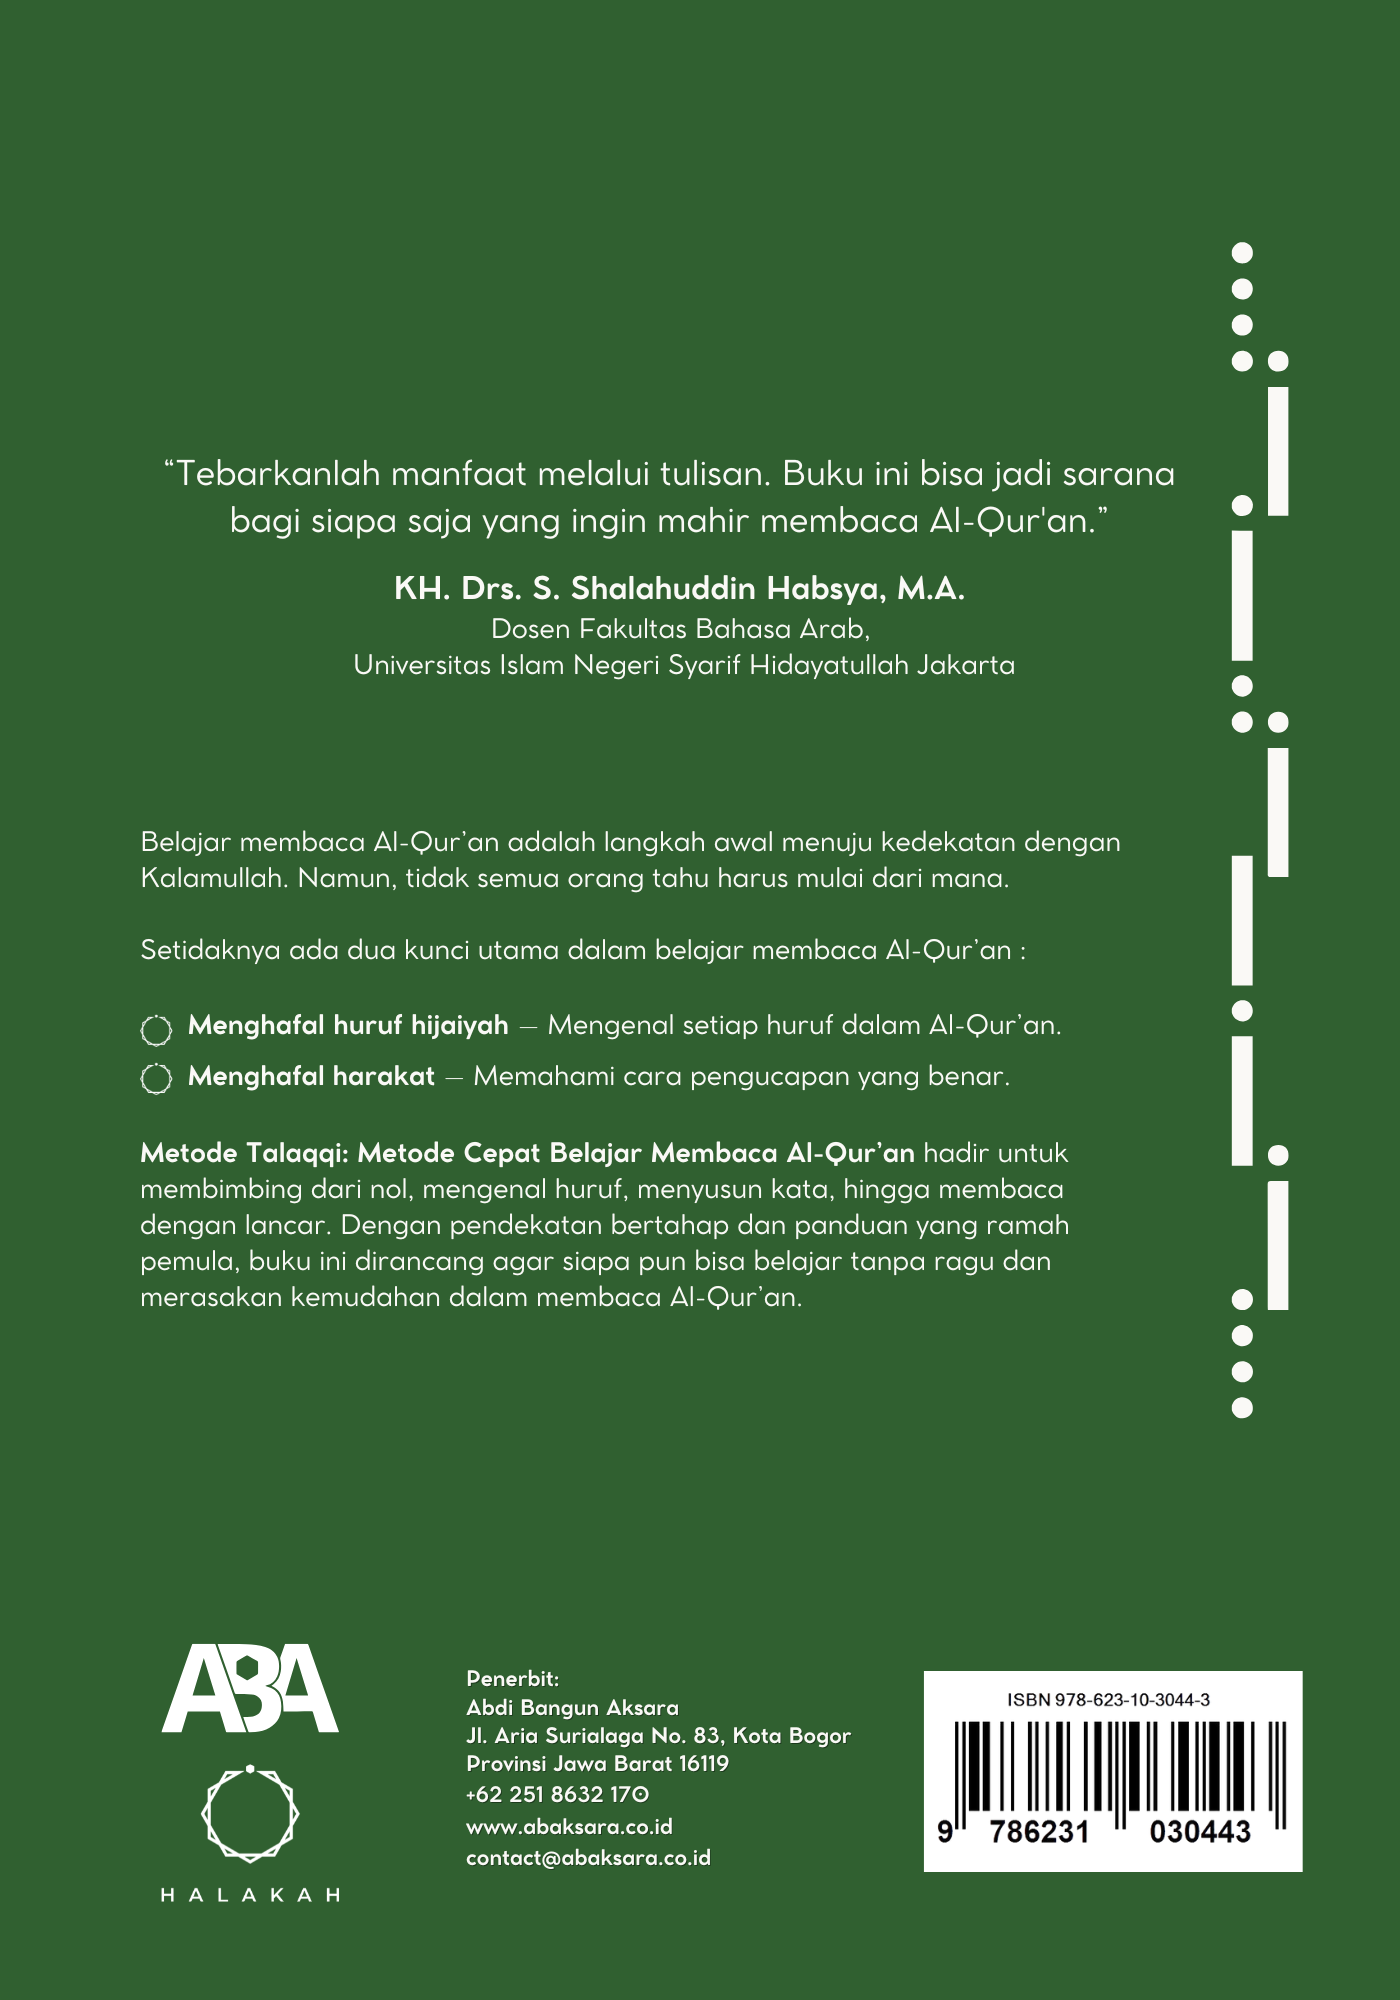 “Tebarkanlah manfaat melalui tulisan. Buku ini bisa jadi sarana
bagi siapa saja yang ingin mahir membaca Al-Qur'an.”
KH. Drs. S. Shalahuddin Habsya, M.A.
Dosen Fakultas Bahasa Arab,
Universitas Islam Negeri Syarif Hidayatullah Jakarta
Belajar membaca Al-Qur’an adalah langkah awal menuju kedekatan dengan
Kalamullah. Namun, tidak semua orang tahu harus mulai dari mana.
Setidaknya ada dua kunci utama dalam belajar membaca Al-Qur’an :
Menghafal huruf hijaiyah – Mengenal setiap huruf dalam Al-Qur’an.
Menghafal harakat – Memahami cara pengucapan yang benar.
Metode Talaqqi: Metode Cepat Belajar Membaca Al-Qur’an hadir untuk
membimbing dari nol, mengenal huruf, menyusun kata, hingga membaca
dengan lancar. Dengan pendekatan bertahap dan panduan yang ramah
pemula, buku ini dirancang agar siapa pun bisa belajar tanpa ragu dan
merasakan kemudahan dalam membaca Al-Qur’an.
ABA
HALAKAH
Penerbit:
Abdi Bangun Aksara
Jl. Aria Surialaga No. 83, Kota Bogor
Provinsi Jawa Barat 16119
+62 251 8632 170
www.abaksara.co.id
contact@abaksara.co.id
ISBN 978-623-10-3044-3
9 786231 030443